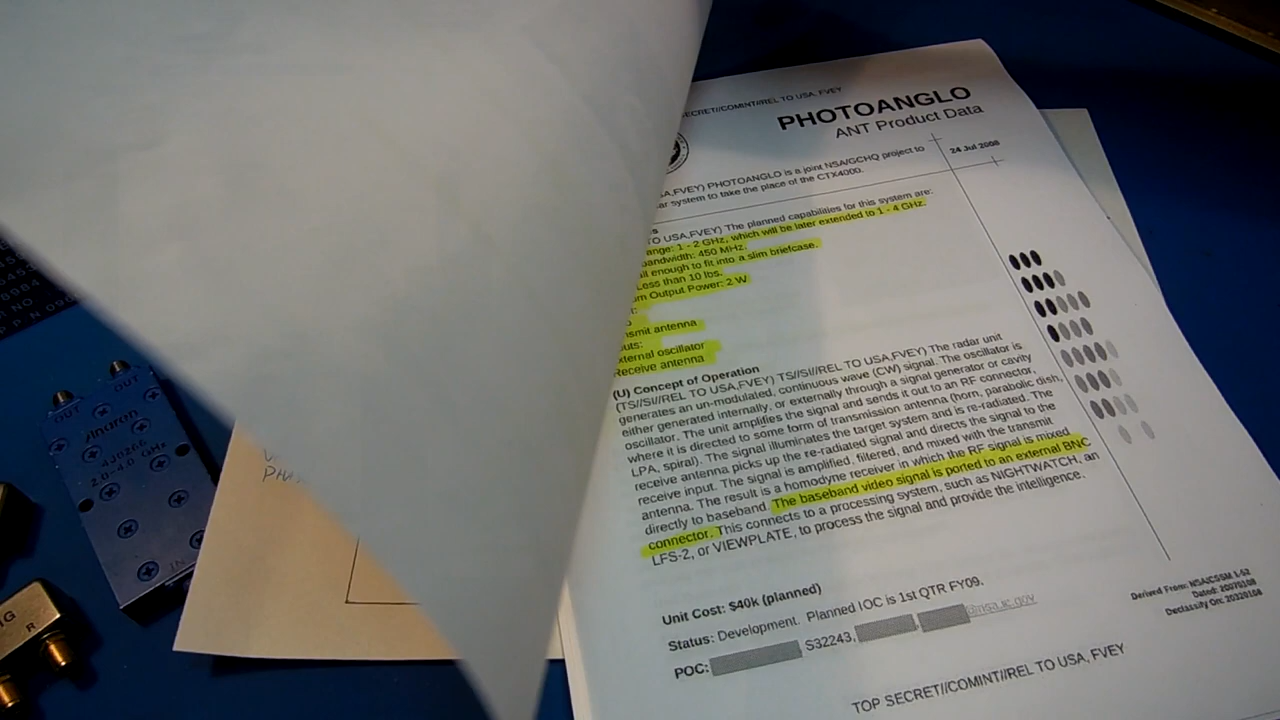 SECRET//COMINT//REL TO USA, FVEY
PHOTOANGLO
ANT Product Data
24 Jul 2008
FVEY) PHOTOANGLO is a joint NSA/GCHQ project to
system to take the place of the CTX4000.
TO USA,FVEY) The planned capabilities for this system are:
1 - 2 GHz, which will be later extended to 1 - 4 GHz.
450 MHz.
enough to fit into a slim briefcase.
Less than 10 lbs.
Output Power: 2 W
antenna
oscillator
Receive antenna
(U) Concept of Operation
(TS//SI//REL TO USA,FVEY) TS//SI//REL TO USA,FVEY) The radar unit
generates an un-modulated, continuous wave (CW) signal. The oscillator is
either generated internally, or externally through a signal generator or cavity
oscillator. The unit amplifies the signal and sends it out to an RF connector,
where it is directed to some form of transmission antenna (horn, parabolic dish,
LPA, spiral). The signal illuminates the target system and is re-radiated. The
receive antenna picks up the re-radiated signal and directs the signal to the
receive input. The signal is amplified, filtered, and mixed with the transmit
antenna. The result is a homodyne receiver in which the RF signal is mixed
directly to baseband. The baseband video signal is ported to an external BNC
connector. This connects to a processing system, such as NIGHTWATCH, an
LFS-2, or VIEWPLATE, to process the signal and provide the intelligence.
Unit Cost: $40k (planned)
Status: Development. Planned IOC is 1st QTR FY09.
POC: S32243, @nsa.ic.gov
Derived From: NSA/CSSM 1-52
Dated: 20070108
Declassify On: 20320108
TOP SECRET//COMINT//REL TO USA, FVEY
OUT
OUT
Anaren
2.0-4.0 GHz
IN
R